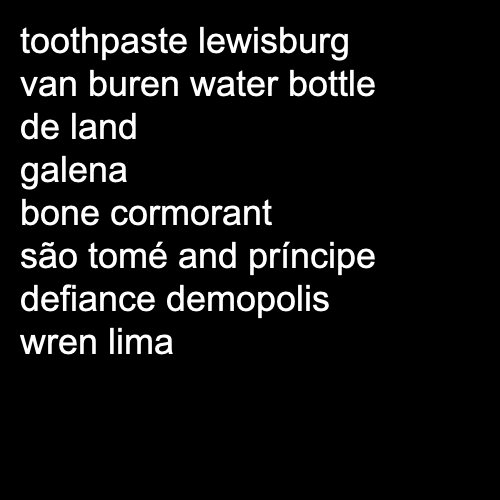 toothpaste lewisburg
van buren water bottle
de land
galena
bone cormorant
são tomé and príncipe
defiance demopolis
wren lima